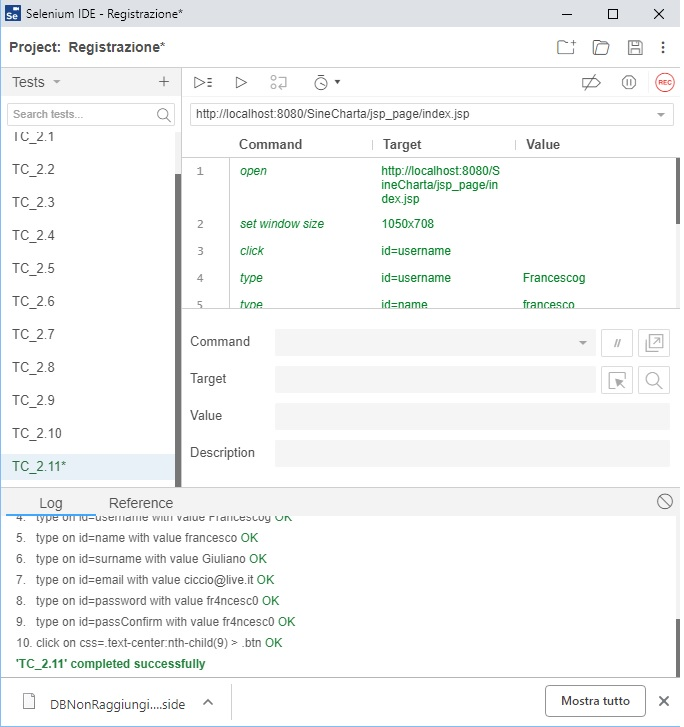 Selenium IDE - Registrazione*
Project: Registrazione*
Tests
REC
Search tests...
http://localhost:8080/SineCharta/jsp_page/index.jsp
TC_2.1
TC_2.2
TC_2.3
TC_2.4
TC_2.5
TC_2.6
TC_2.7
TC_2.8
TC_2.9
TC_2.10
TC_2.11*
Command Target Value
1 open http://localhost:8080/S
ineCharta/jsp_page/in
dex.jsp
2 set window size 1050x708
3 click id=username
4 type id=username Francescog
5 type id=name francesco
Command //
Target
Value
Description
Log Reference
4. type on id=username with value Francescog OK
5. type on id=name with value francesco OK
6. type on id=surname with value Giuliano OK
7. type on id=email with value ciccio@live.it OK
8. type on id=password with value fr4ncesc0 OK
9. type on id=passConfirm with value fr4ncesc0 OK
10. click on css=.text-center:nth-child(9) > .btn OK
'TC_2.11' completed successfully
DBNonRaggiungi....side
Mostra tutto